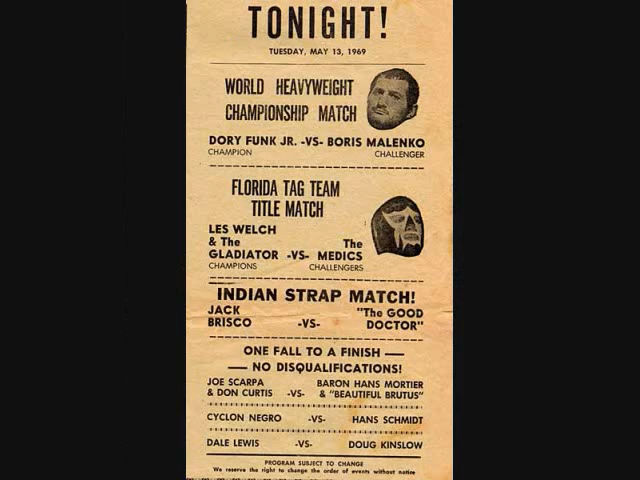 TONIGHT!
TUESDAY, MAY 13, 1969
WORLD HEAVYWEIGHT
CHAMPIONSHIP MATCH
DORY FUNK JR. -VS- BORIS MALENKO
CHAMPION CHALLENGER
FLORIDA TAG TEAM
TITLE MATCH
LES WELCH
& The The
GLADIATOR -VS- MEDICS
CHAMPIONS CHALLENGERS
INDIAN STRAP MATCH!
JACK "The GOOD
BRISCO -VS- DOCTOR"
ONE FALL TO A FINISH —
— NO DISQUALIFICATIONS!
JOE SCARPA BARON HANS MORTIER
& DON CURTIS -VS- & "BEAUTIFUL BRUTUS"
CYCLON NEGRO -VS- HANS SCHMIDT
DALE LEWIS -VS- DOUG KINSLOW
PROGRAM SUBJECT TO CHANGE
We reserve the right to change the order of events without notice